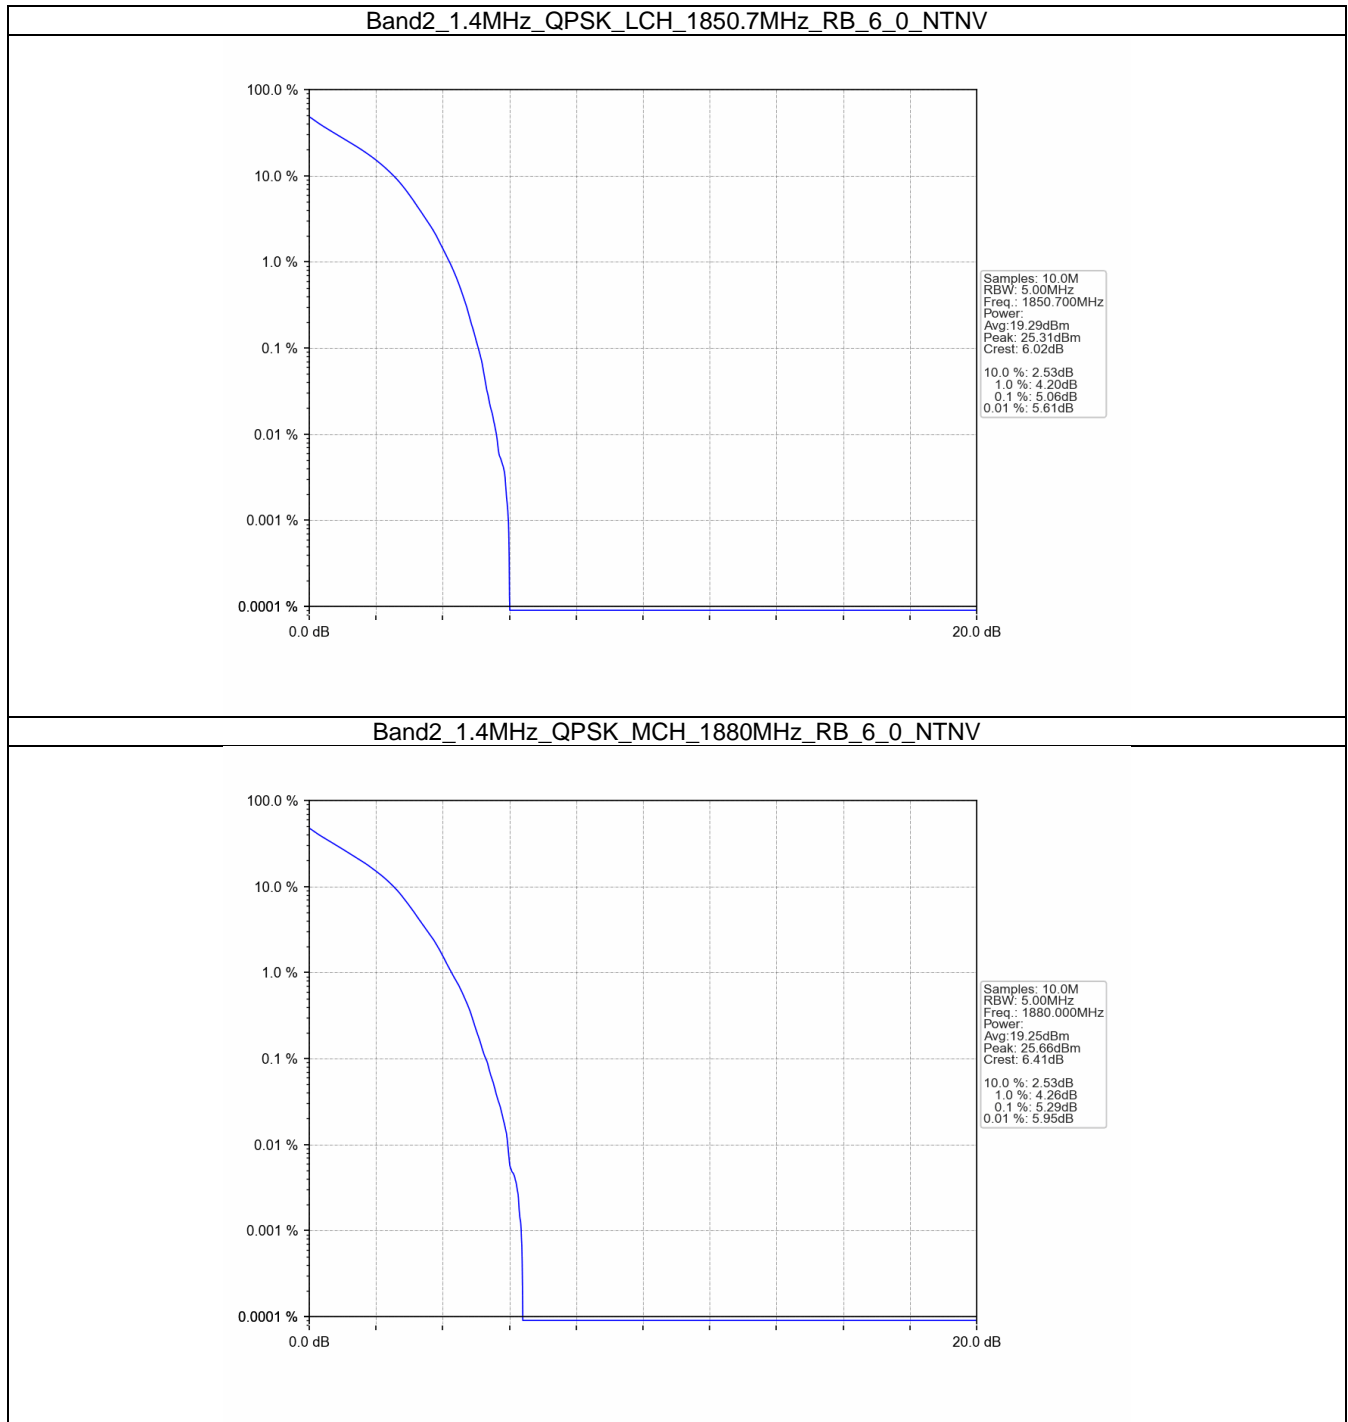 Band2_1.4MHz_QPSK_LCH_1850.7MHz_RB_6_0_NTNV
100.0 %
10.0 %
1.0 %
0.1 %
0.01 %
0.001 %
0.0001 %
0.0 dB
20.0 dB
Samples: 10.0M
RBW: 5.00MHz
Freq.: 1850.700MHz
Power:
Avg:19.29dBm
Peak: 25.31dBm
Crest: 6.02dB
10.0 %: 2.53dB
1.0 %: 4.20dB
0.1 %: 5.06dB
0.01 %: 5.61dB
Band2_1.4MHz_QPSK_MCH_1880MHz_RB_6_0_NTNV
100.0 %
10.0 %
1.0 %
0.1 %
0.01 %
0.001 %
0.0001 %
0.0 dB
20.0 dB
Samples: 10.0M
RBW: 5.00MHz
Freq.: 1880.000MHz
Power:
Avg:19.25dBm
Peak: 25.66dBm
Crest: 6.41dB
10.0 %: 2.53dB
1.0 %: 4.26dB
0.1 %: 5.29dB
0.01 %: 5.95dB